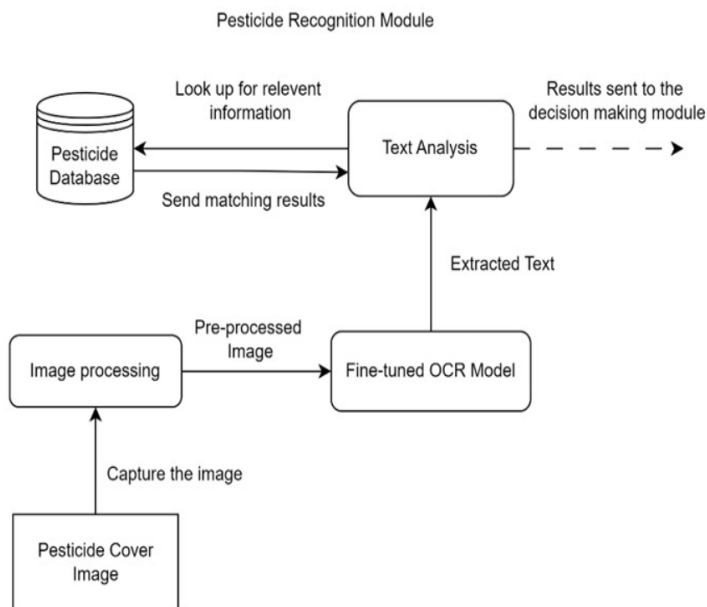 Pesticide Recognition Module
Look up for relevent
information
Results sent to the
decision making module
Pesticide
Database
Text Analysis
Send matching results
Extracted Text
Pre-processed
Image
Image processing
Fine-tuned OCR Model
Capture the image
Pesticide Cover
Image